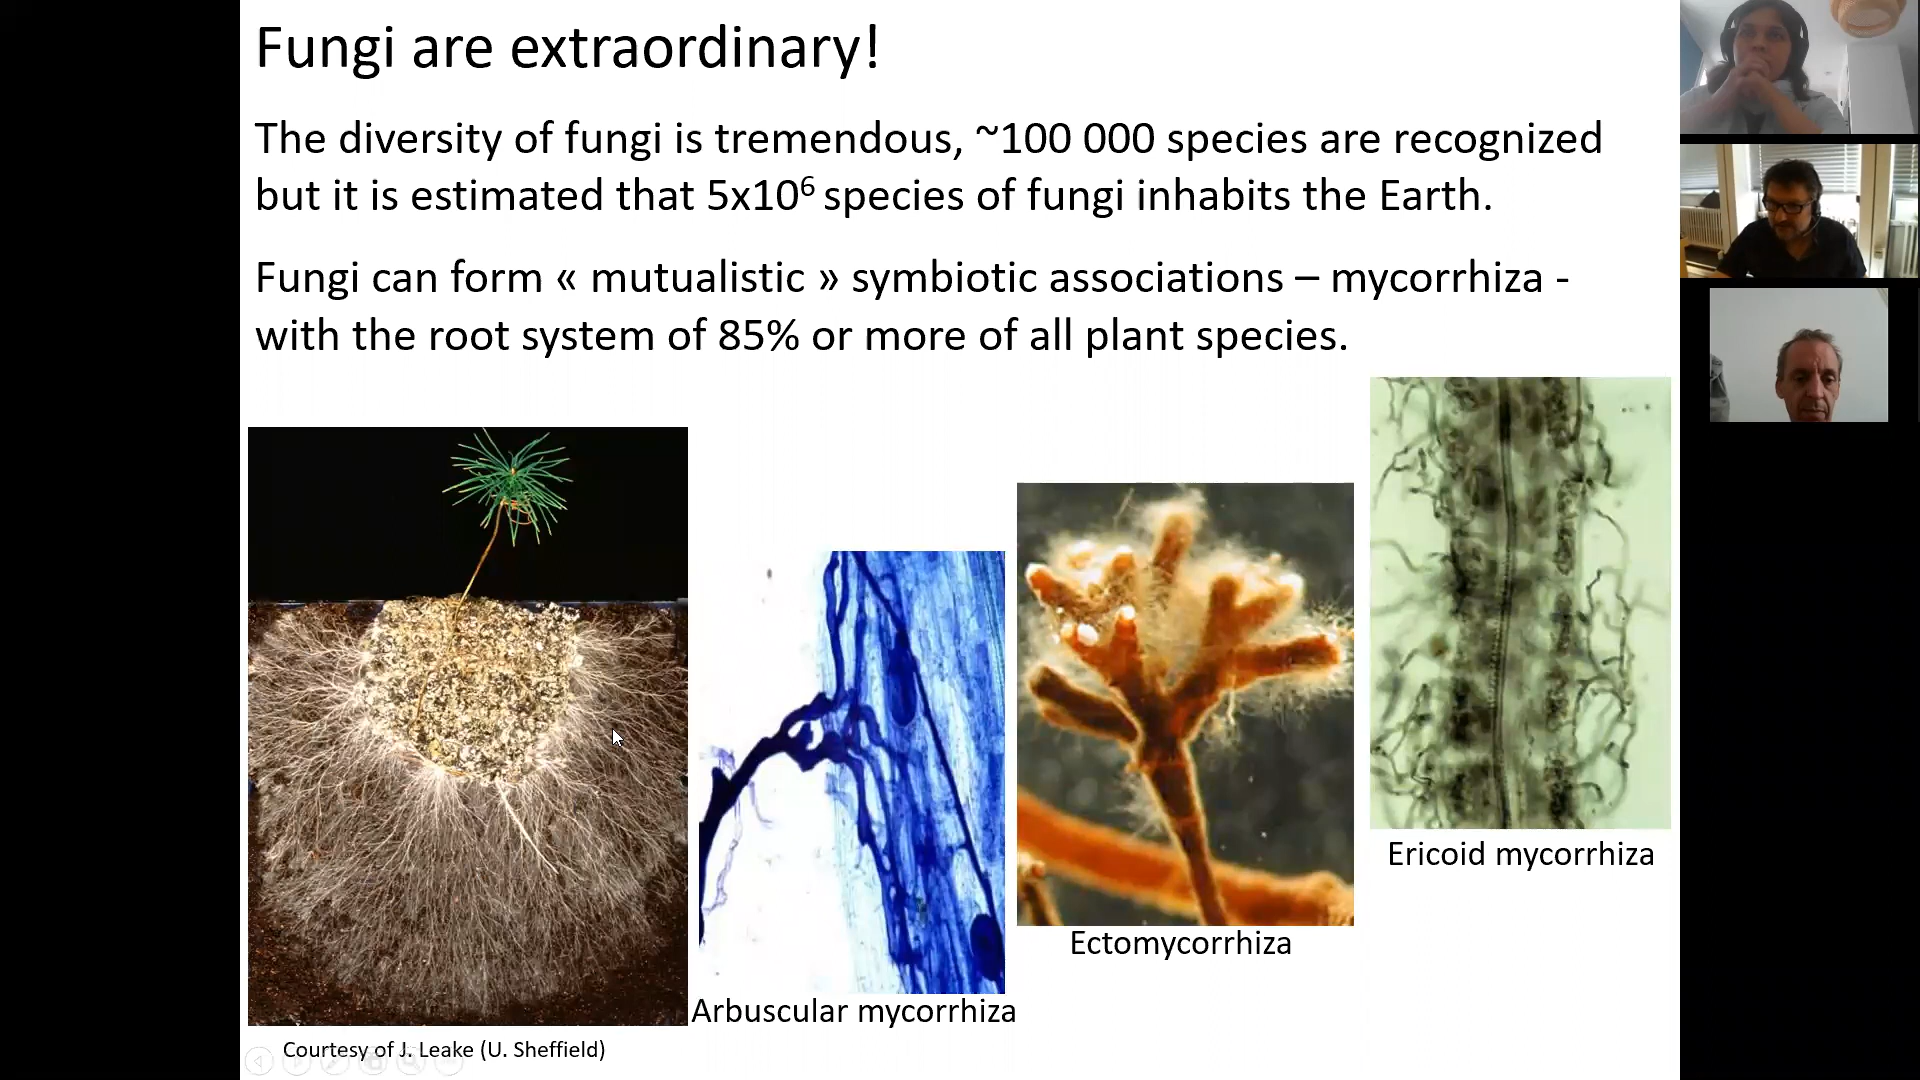 Fungi are extraordinary!
The diversity of fungi is tremendous, ~100 000 species are recognized
but it is estimated that 5x10⁶ species of fungi inhabits the Earth.
Fungi can form « mutualistic » symbiotic associations – mycorrhiza -
with the root system of 85% or more of all plant species.
Ericoid mycorrhiza
Ectomycorrhiza
Arbuscular mycorrhiza
Courtesy of J. Leake (U. Sheffield)